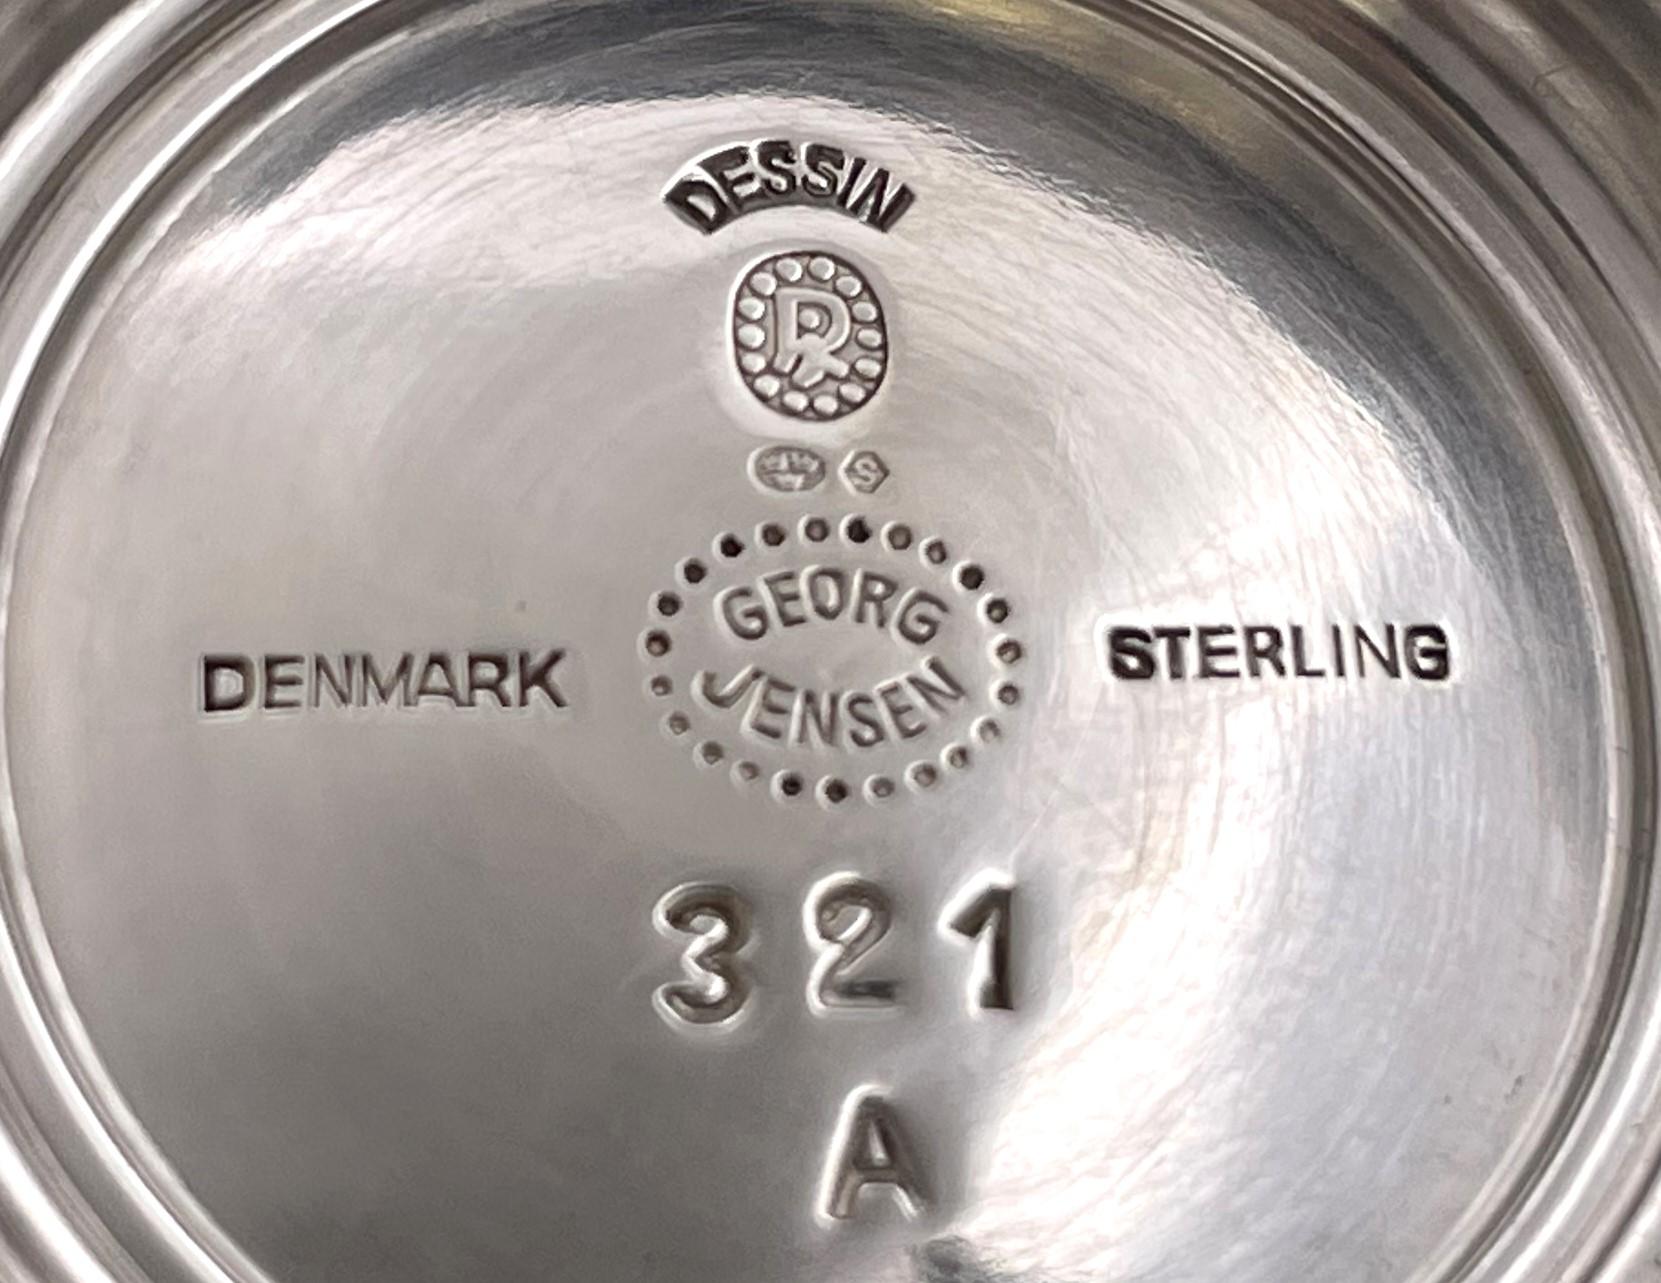 DESSIN
R
S
GEORG
JENSEN
DENMARK STERLING
321
A